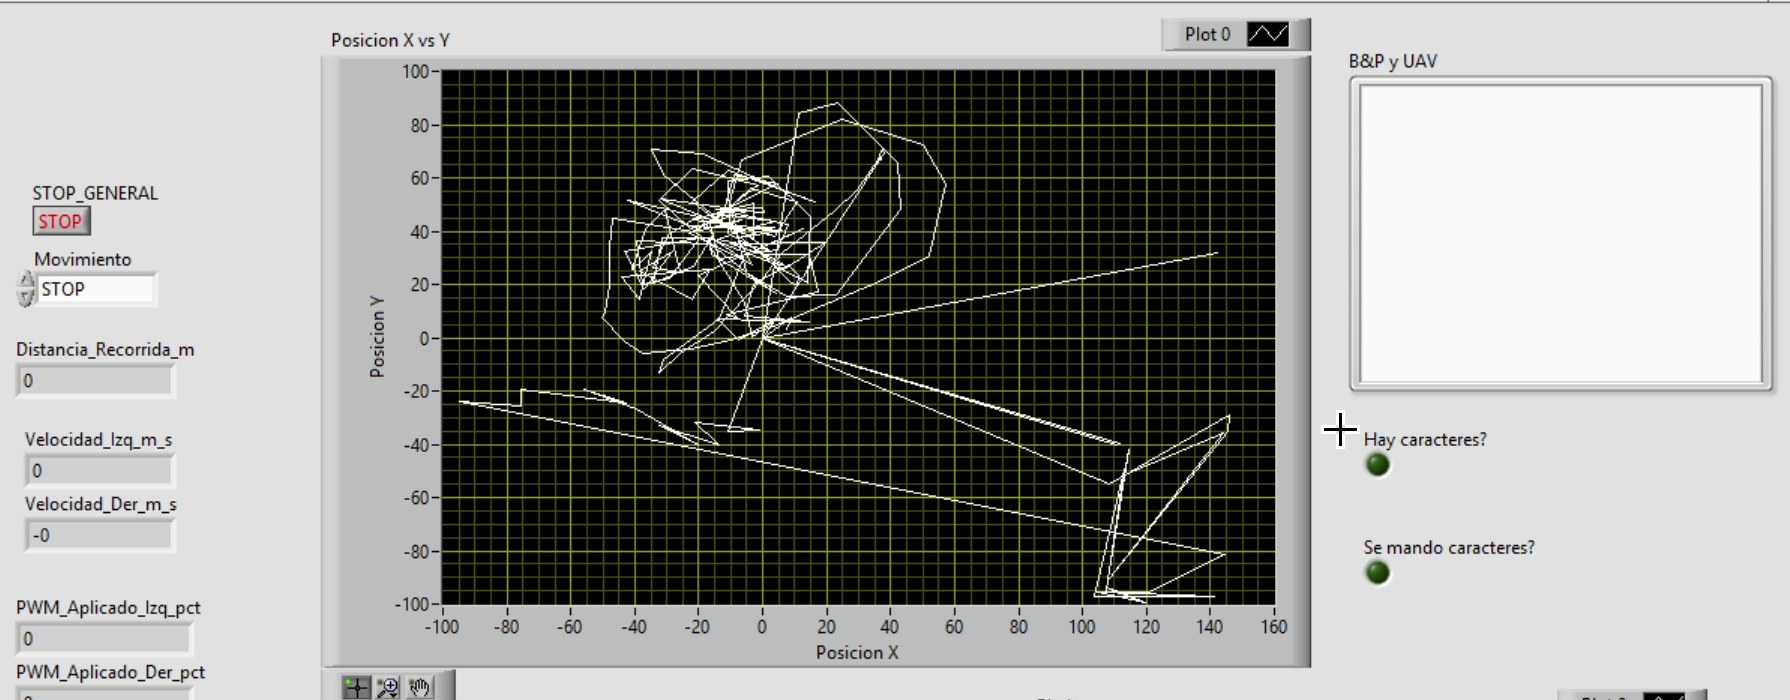 Plot 0
Posicion X vs Y
B&P y UAV
100
80
60
40
20
0
-20
-40
-60
-80
-100
Posicion Y
-100 -80 -60 -40 -20 0 20 40 60 80 100 120 140 160
Posicion X
STOP_GENERAL
STOP
Movimiento
STOP
Distancia_Recorrida_m
0
Velocidad_Izq_m_s
0
Velocidad_Der_m_s
-0
PWM_Aplicado_Izq_pct
0
PWM_Aplicado_Der_pct
Hay caracteres?
Se mando caracteres?